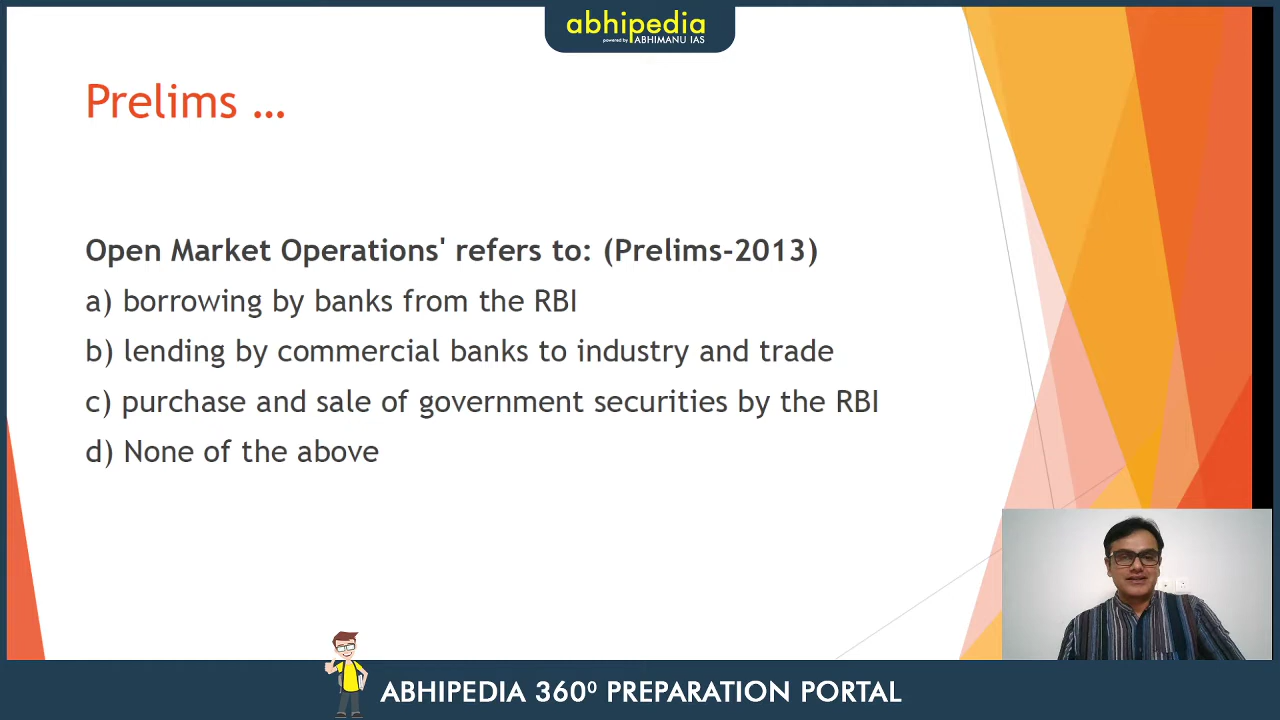 abhipedia
powered by ABHIMANU IAS
Prelims ...
Open Market Operations' refers to: (Prelims-2013)
a) borrowing by banks from the RBI
b) lending by commercial banks to industry and trade
c) purchase and sale of government securities by the RBI
d) None of the above
ABHIPEDIA 360⁰ PREPARATION PORTAL